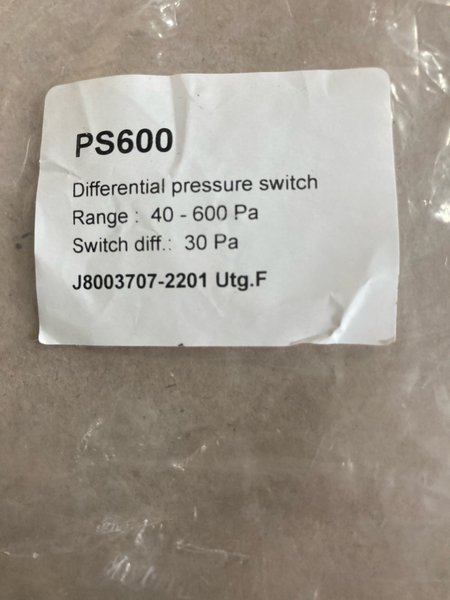 PS600
Differential pressure switch
Range : 40 - 600 Pa
Switch diff.: 30 Pa
J8003707-2201 Utg.F